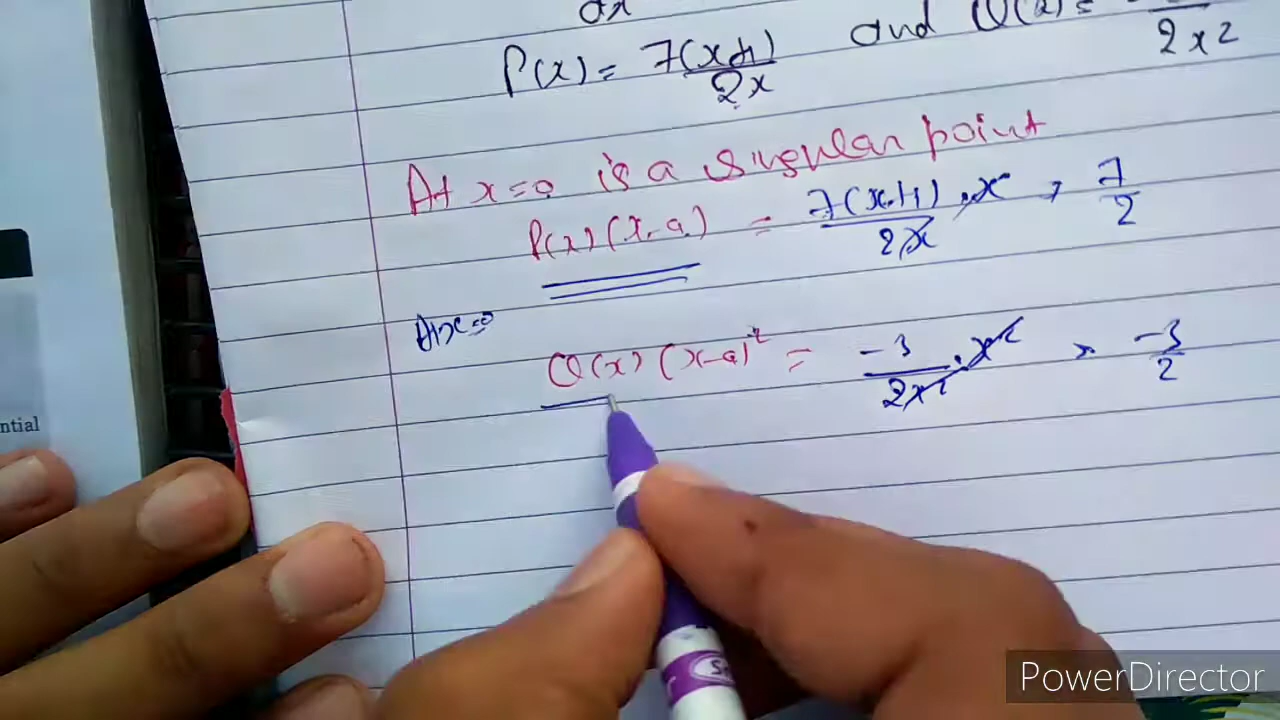 dx
P(x) = 7(x+1)/2x and Q(x) = /2x²
At x=0 is a singular point
P(x)(x-a) = 7(x+1)/2x . x , 7/2
At x=0
Q(x)(x-a)² = -3/2x² . x² > -3/2
ntial
PowerDirector